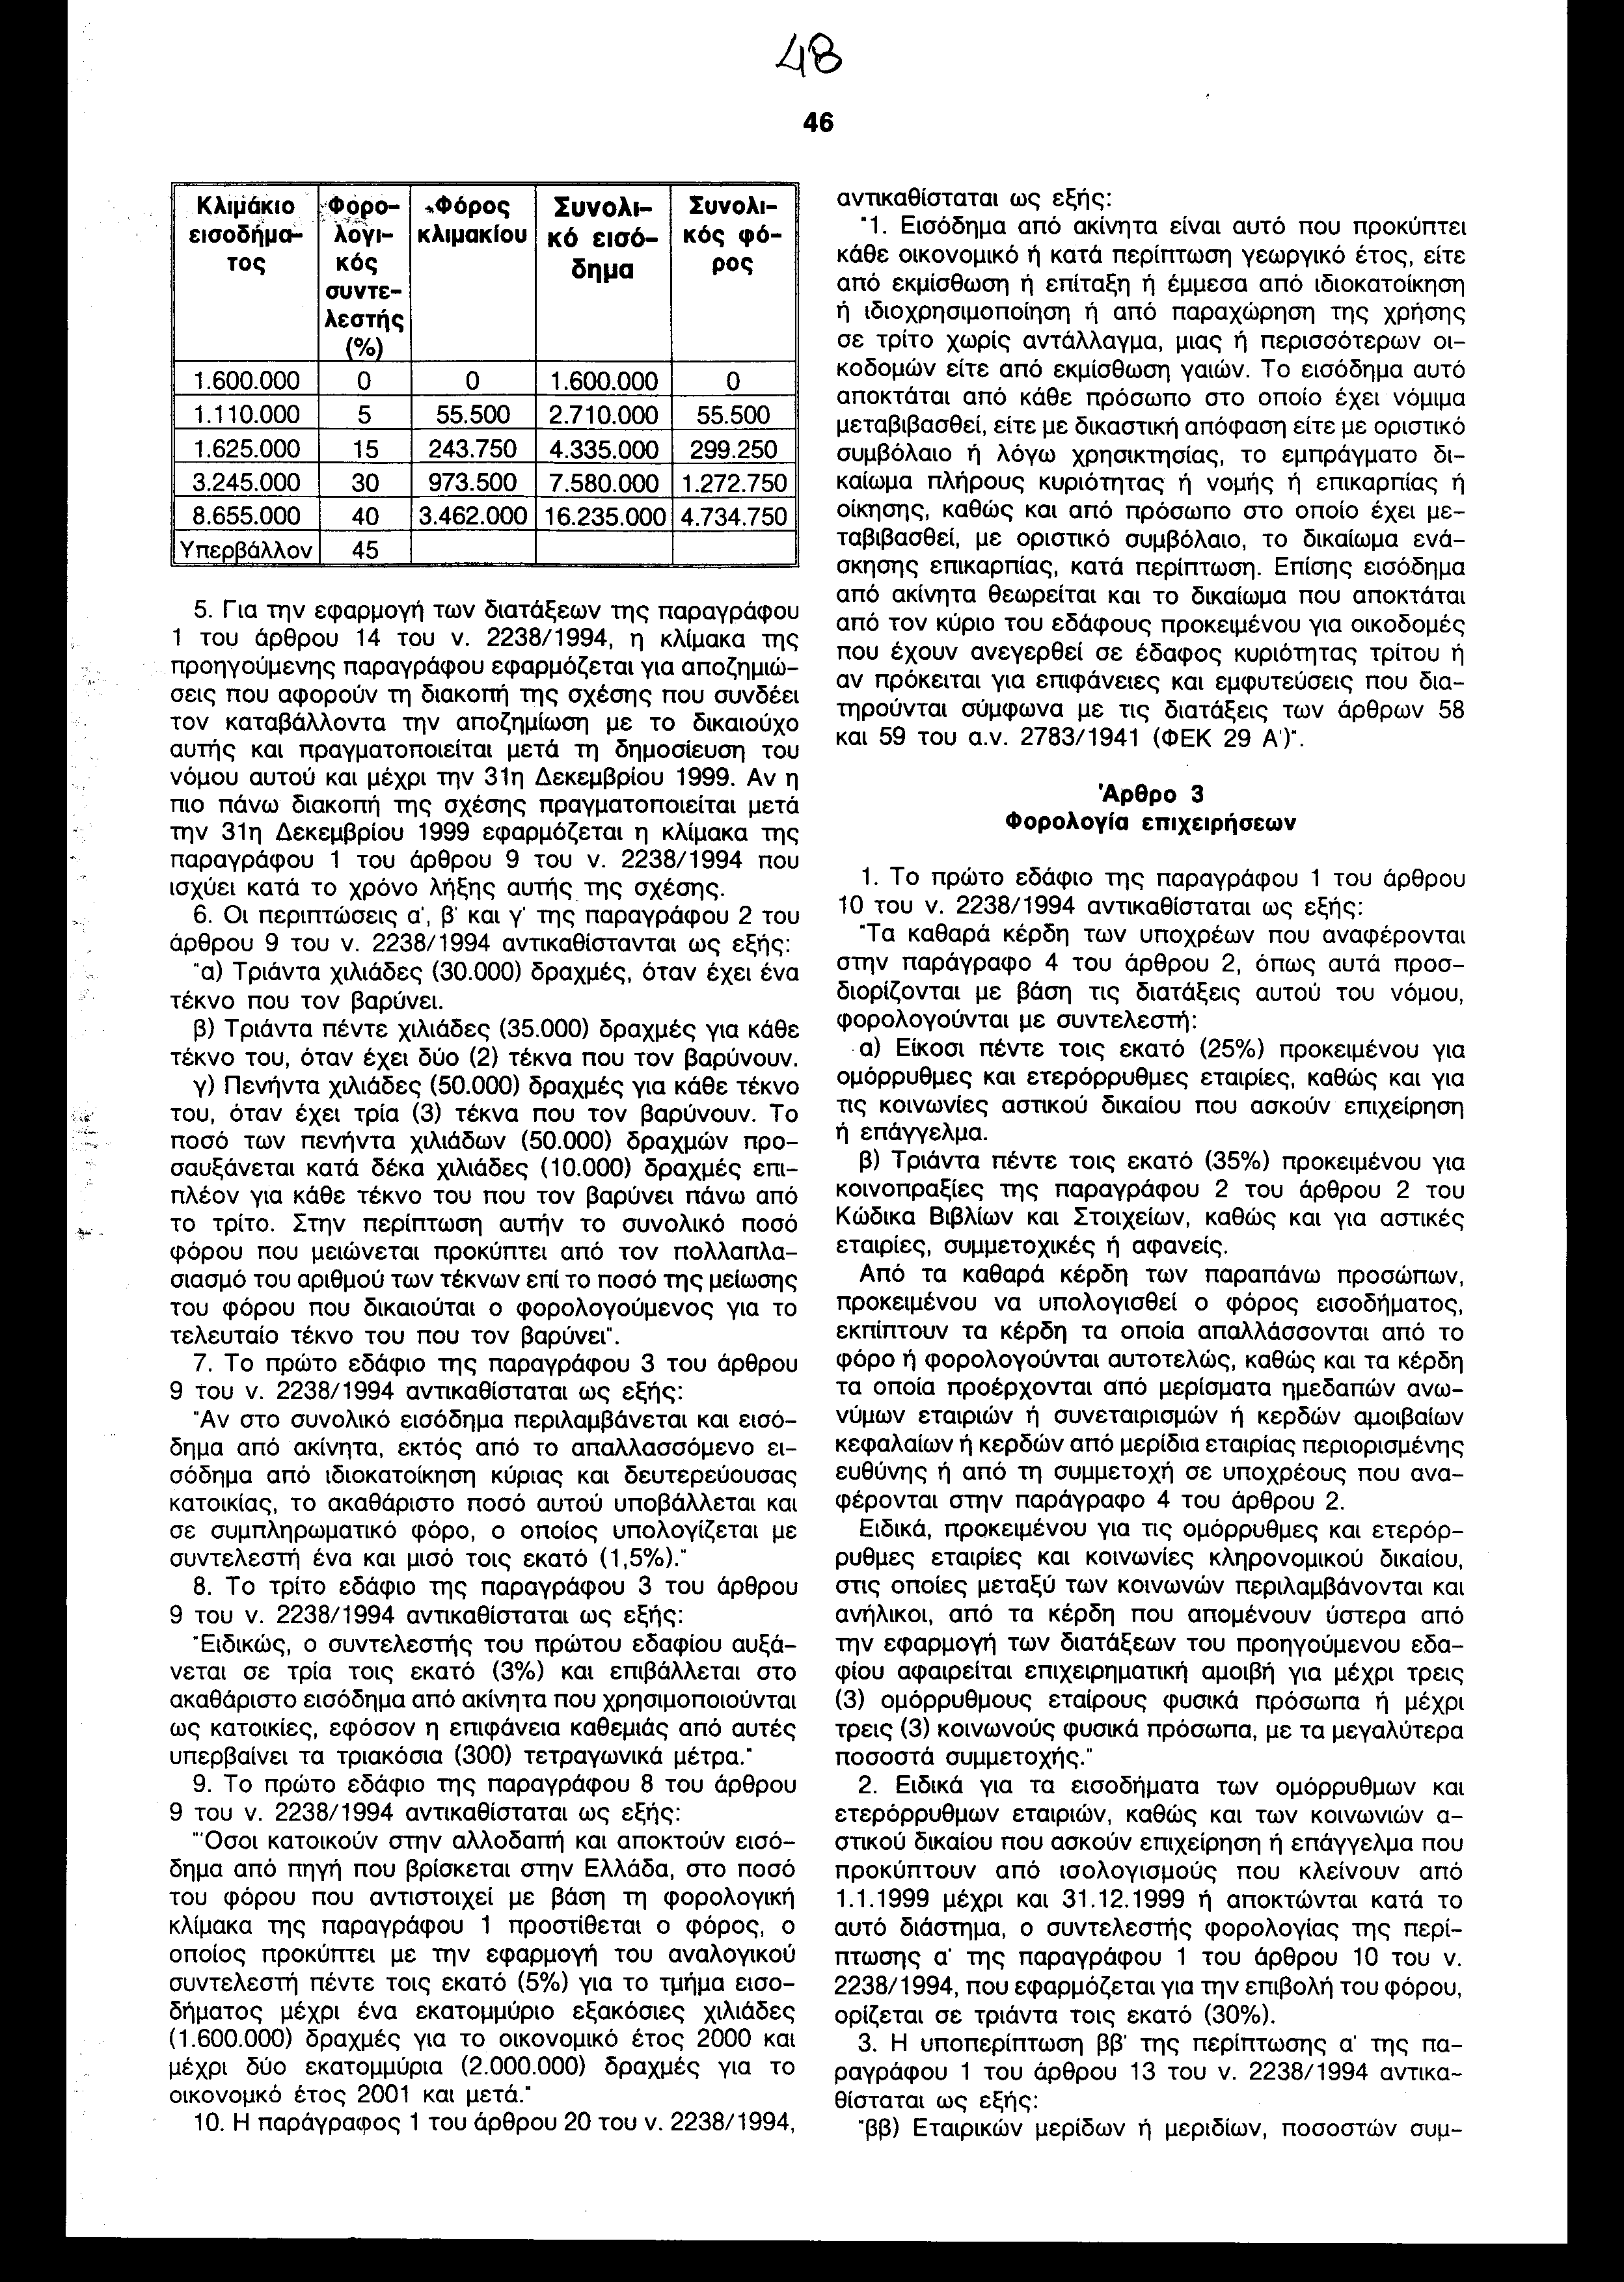 48
46
Κλιμάκιο εισοδήμα- τος | Φορο- λογι- κός συντε- λεστής (%) | Φόρος κλιμακίου | Συνολι- κό εισό- δημα | Συνολι- κός φό- ρος
1.600.000 0 0 1.600.000 0
1.110.000 5 55.500 2.710.000 55.500
1.625.000 15 243.750 4.335.000 299.250
3.245.000 30 973.500 7.580.000 1.272.750
8.655.000 40 3.462.000 16.235.000 4.734.750
Υπερβάλλον 45
5. Για την εφαρμογή των διατάξεων της παραγράφου
1 του άρθρου 14 του ν. 2238/1994, η κλίμακα της
προηγούμενης παραγράφου εφαρμόζεται για αποζημιώ-
σεις που αφορούν τη διακοπή της σχέσης που συνδέει
τον καταβάλλοντα την αποζημίωση με το δικαιούχο
αυτής και πραγματοποιείται μετά τη δημοσίευση του
νόμου αυτού και μέχρι την 31η Δεκεμβρίου 1999. Αν η
πιο πάνω διακοπή της σχέσης πραγματοποιείται μετά
την 31η Δεκεμβρίου 1999 εφαρμόζεται η κλίμακα της
παραγράφου 1 του άρθρου 9 του ν. 2238/1994 που
ισχύει κατά το χρόνο λήξης αυτής της σχέσης.
6. Οι περιπτώσεις α', β' και γ' της παραγράφου 2 του
άρθρου 9 του ν. 2238/1994 αντικαθίστανται ως εξής:
"α) Τριάντα χιλιάδες (30.000) δραχμές, όταν έχει ένα
τέκνο που τον βαρύνει.
β) Τριάντα πέντε χιλιάδες (35.000) δραχμές για κάθε
τέκνο του, όταν έχει δύο (2) τέκνα που τον βαρύνουν.
γ) Πενήντα χιλιάδες (50.000) δραχμές για κάθε τέκνο
του, όταν έχει τρία (3) τέκνα που τον βαρύνουν. Το
ποσό των πενήντα χιλιάδων (50.000) δραχμών προ-
σαυξάνεται κατά δέκα χιλιάδες (10.000) δραχμές επι-
πλέον για κάθε τέκνο του που τον βαρύνει πάνω από
το τρίτο. Στην περίπτωση αυτήν το συνολικό ποσό
φόρου που μειώνεται προκύπτει από τον πολλαπλα-
σιασμό του αριθμού των τέκνων επί το ποσό της μείωσης
του φόρου που δικαιούται ο φορολογούμενος για το
τελευταίο τέκνο του που τον βαρύνει".
7. Το πρώτο εδάφιο της παραγράφου 3 του άρθρου
9 του ν. 2238/1994 αντικαθίσταται ως εξής:
"Αν στο συνολικό εισόδημα περιλαμβάνεται και εισό-
δημα από ακίνητα, εκτός από το απαλλασσόμενο ει-
σόδημα από ιδιοκατοίκηση κύριας και δευτερεύουσας
κατοικίας, το ακαθάριστο ποσό αυτού υποβάλλεται και
σε συμπληρωματικό φόρο, ο οποίος υπολογίζεται με
συντελεστή ένα και μισό τοις εκατό (1,5%)."
8. Το τρίτο εδάφιο της παραγράφου 3 του άρθρου
9 του ν. 2238/1994 αντικαθίσταται ως εξής:
"Ειδικώς, ο συντελεστής του πρώτου εδαφίου αυξά-
νεται σε τρία τοις εκατό (3%) και επιβάλλεται στο
ακαθάριστο εισόδημα από ακίνητα που χρησιμοποιούνται
ως κατοικίες, εφόσον η επιφάνεια καθεμιάς από αυτές
υπερβαίνει τα τριακόσια (300) τετραγωνικά μέτρα."
9. Το πρώτο εδάφιο της παραγράφου 8 του άρθρου
9 του ν. 2238/1994 αντικαθίσταται ως εξής:
"Όσοι κατοικούν στην αλλοδαπή και αποκτούν εισό-
δημα από πηγή που βρίσκεται στην Ελλάδα, στο ποσό
του φόρου που αντιστοιχεί με βάση τη φορολογική
κλίμακα της παραγράφου 1 προστίθεται ο φόρος, ο
οποίος προκύπτει με την εφαρμογή του αναλογικού
συντελεστή πέντε τοις εκατό (5%) για το τμήμα εισο-
δήματος μέχρι ένα εκατομμύριο εξακόσιες χιλιάδες
(1.600.000) δραχμές για το οικονομικό έτος 2000 και
μέχρι δύο εκατομμύρια (2.000.000) δραχμές για το
οικονομκό έτος 2001 και μετά."
10. Η παράγραφος 1 του άρθρου 20 του ν. 2238/1994,
αντικαθίσταται ως εξής:
"1. Εισόδημα από ακίνητα είναι αυτό που προκύπτει
κάθε οικονομικό ή κατά περίπτωση γεωργικό έτος, είτε
από εκμίσθωση ή επίταξη ή έμμεσα από ιδιοκατοίκηση
ή ιδιοχρησιμοποίηση ή από παραχώρηση της χρήσης
σε τρίτο χωρίς αντάλλαγμα, μιας ή περισσότερων οι-
κοδομών είτε από εκμίσθωση γαιών. Το εισόδημα αυτό
αποκτάται από κάθε πρόσωπο στο οποίο έχει νόμιμα
μεταβιβασθεί, είτε με δικαστική απόφαση είτε με οριστικό
συμβόλαιο ή λόγω χρησικτησίας, το εμπράγματο δι-
καίωμα πλήρους κυριότητας ή νομής ή επικαρπίας ή
οίκησης, καθώς και από πρόσωπο στο οποίο έχει με-
ταβιβασθεί, με οριστικό συμβόλαιο, το δικαίωμα ενά-
σκησης επικαρπίας, κατά περίπτωση. Επίσης εισόδημα
από ακίνητα θεωρείται και το δικαίωμα που αποκτάται
από τον κύριο του εδάφους προκειμένου για οικοδομές
που έχουν ανεγερθεί σε έδαφος κυριότητας τρίτου ή
αν πρόκειται για επιφάνειες και εμφυτεύσεις που δια-
τηρούνται σύμφωνα με τις διατάξεις των άρθρων 58
και 59 του α.ν. 2783/1941 (ΦΕΚ 29 Α')".
Άρθρο 3
Φορολογία επιχειρήσεων
1. Το πρώτο εδάφιο της παραγράφου 1 του άρθρου
10 του ν. 2238/1994 αντικαθίσταται ως εξής:
"Τα καθαρά κέρδη των υποχρέων που αναφέρονται
στην παράγραφο 4 του άρθρου 2, όπως αυτά προσ-
διορίζονται με βάση τις διατάξεις αυτού του νόμου,
φορολογούνται με συντελεστή:
α) Είκοσι πέντε τοις εκατό (25%) προκειμένου για
ομόρρυθμες και ετερόρρυθμες εταιρίες, καθώς και για
τις κοινωνίες αστικού δικαίου που ασκούν επιχείρηση
ή επάγγελμα.
β) Τριάντα πέντε τοις εκατό (35%) προκειμένου για
κοινοπραξίες της παραγράφου 2 του άρθρου 2 του
Κώδικα Βιβλίων και Στοιχείων, καθώς και για αστικές
εταιρίες, συμμετοχικές ή αφανείς.
Από τα καθαρά κέρδη των παραπάνω προσώπων,
προκειμένου να υπολογισθεί ο φόρος εισοδήματος,
εκπίπτουν τα κέρδη τα οποία απαλλάσσονται από το
φόρο ή φορολογούνται αυτοτελώς, καθώς και τα κέρδη
τα οποία προέρχονται από μερίσματα ημεδαπών ανω-
νύμων εταιριών ή συνεταιρισμών ή κερδών αμοιβαίων
κεφαλαίων ή κερδών από μερίδια εταιρίας περιορισμένης
ευθύνης ή από τη συμμετοχή σε υποχρέους που ανα-
φέρονται στην παράγραφο 4 του άρθρου 2.
Ειδικά, προκειμένου για τις ομόρρυθμες και ετερόρ-
ρυθμες εταιρίες και κοινωνίες κληρονομικού δικαίου,
στις οποίες μεταξύ των κοινωνών περιλαμβάνονται και
ανήλικοι, από τα κέρδη που απομένουν ύστερα από
την εφαρμογή των διατάξεων του προηγούμενου εδα-
φίου αφαιρείται επιχειρηματική αμοιβή για μέχρι τρεις
(3) ομόρρυθμους εταίρους φυσικά πρόσωπα ή μέχρι
τρεις (3) κοινωνούς φυσικά πρόσωπα, με τα μεγαλύτερα
ποσοστά συμμετοχής."
2. Ειδικά για τα εισοδήματα των ομόρρυθμων και
ετερόρρυθμων εταιριών, καθώς και των κοινωνιών α-
στικού δικαίου που ασκούν επιχείρηση ή επάγγελμα που
προκύπτουν από ισολογισμούς που κλείνουν από
1.1.1999 μέχρι και 31.12.1999 ή αποκτώνται κατά το
αυτό διάστημα, ο συντελεστής φορολογίας της περί-
πτωσης α' της παραγράφου 1 του άρθρου 10 του ν.
2238/1994, που εφαρμόζεται για την επιβολή του φόρου,
ορίζεται σε τριάντα τοις εκατό (30%).
3. Η υποπερίπτωση ββ' της περίπτωσης α' της πα-
ραγράφου 1 του άρθρου 13 του ν. 2238/1994 αντικα-
θίσταται ως εξής:
"ββ) Εταιρικών μερίδων ή μεριδίων, ποσοστών συμ-